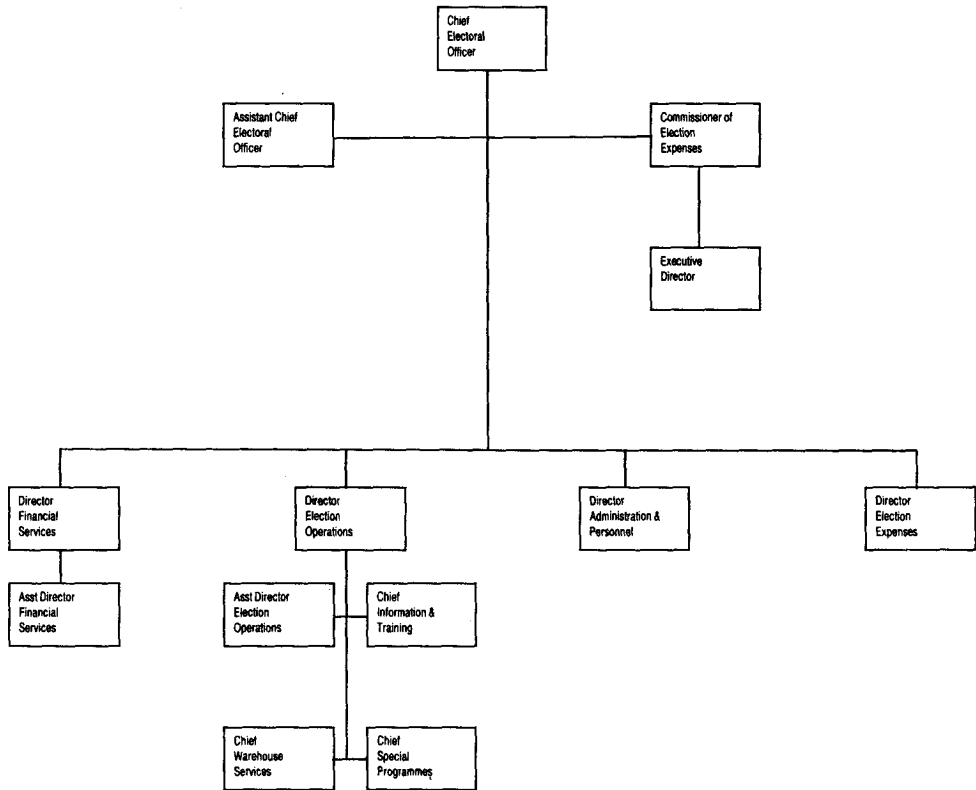 Chief
Electoral
Officer
Assistant Chief
Electoral
Officer
Commissioner of
Election
Expenses
Executive
Director
Director
Financial
Services
Director
Election
Operations
Director
Administration &
Personnel
Director
Election
Expenses
Asst Director
Financial
Services
Asst Director
Election
Operations
Chief
Information &
Training
Chief
Warehouse
Services
Chief
Special
Programmes